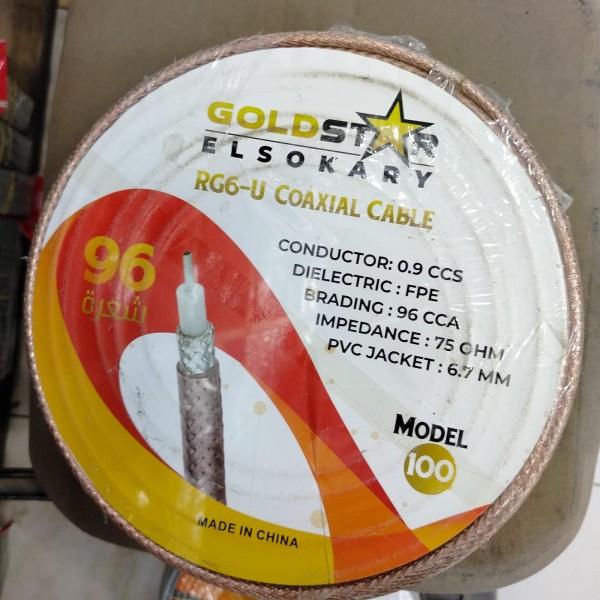 GOLDSTAR
ELSOKARY
RG6-U COAXIAL CABLE
96
شعرة
CONDUCTOR: 0.9 CCS
DIELECTRIC : FPE
BRADING : 96 CCA
IMPEDANCE : 75 OHM
PVC JACKET : 6.7 MM
MODEL
100
MADE IN CHINA